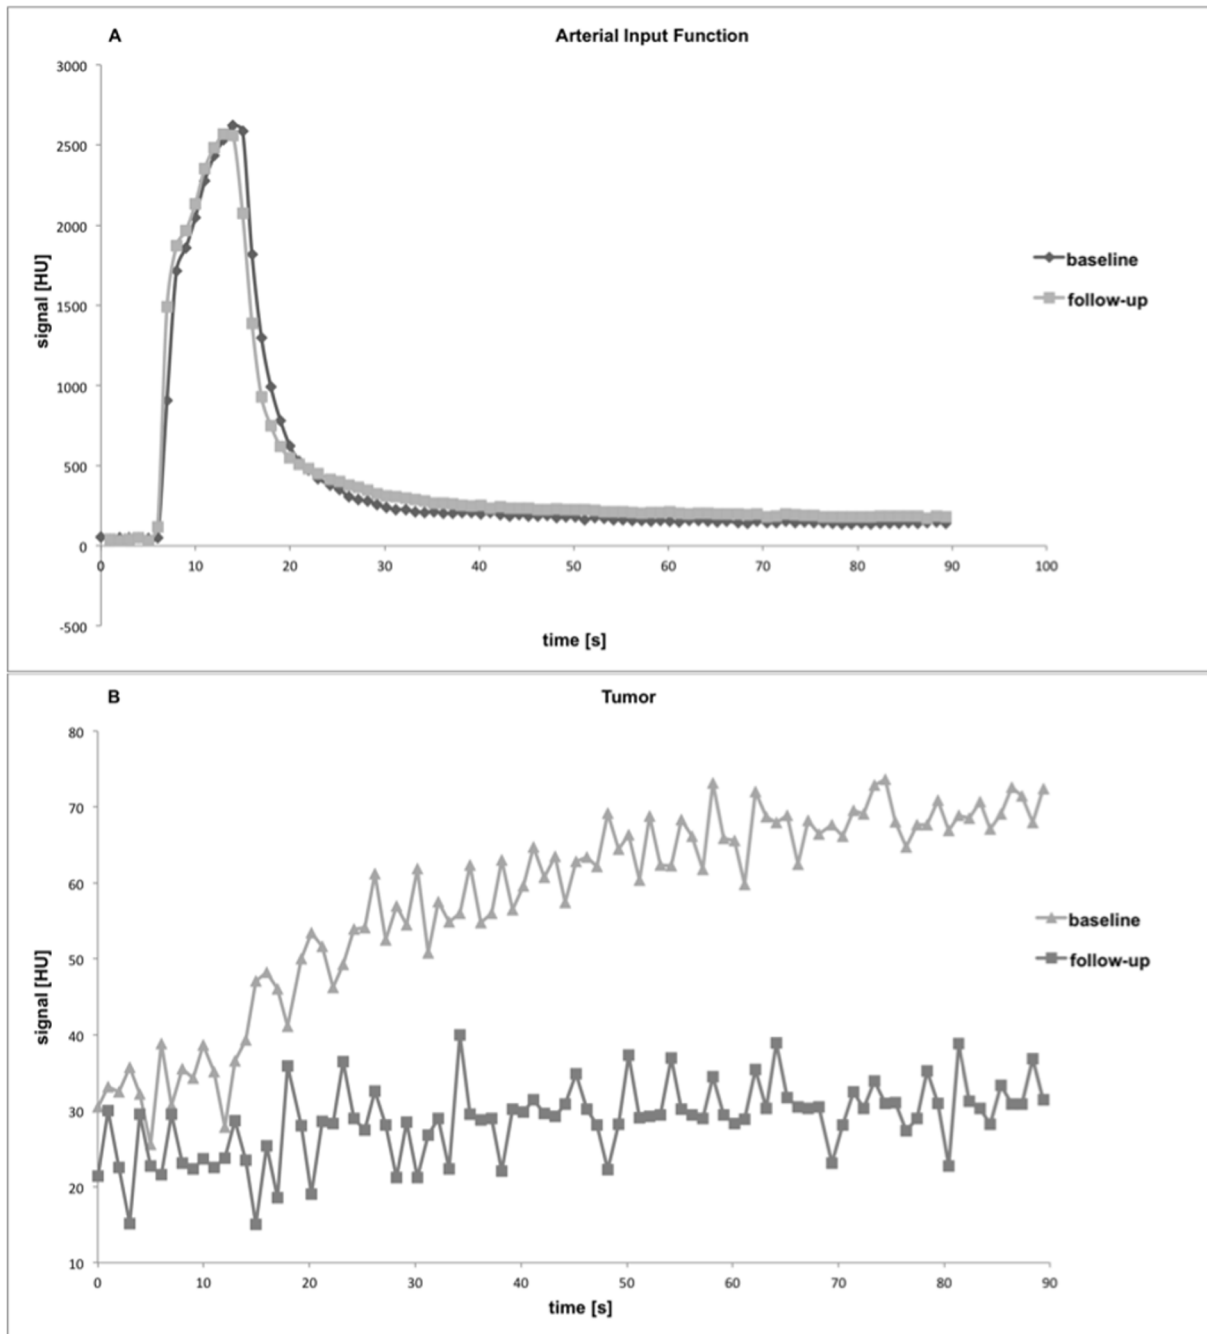 A
Arterial Input Function
3000
2500
2000
1500
1000
500
0
-500
signal [HU]
0 10 20 30 40 50 60 70 80 90 100
time [s]
baseline
follow-up
B
Tumor
80
70
60
50
40
30
20
10
signal [HU]
0 10 20 30 40 50 60 70 80 90
time [s]
baseline
follow-up